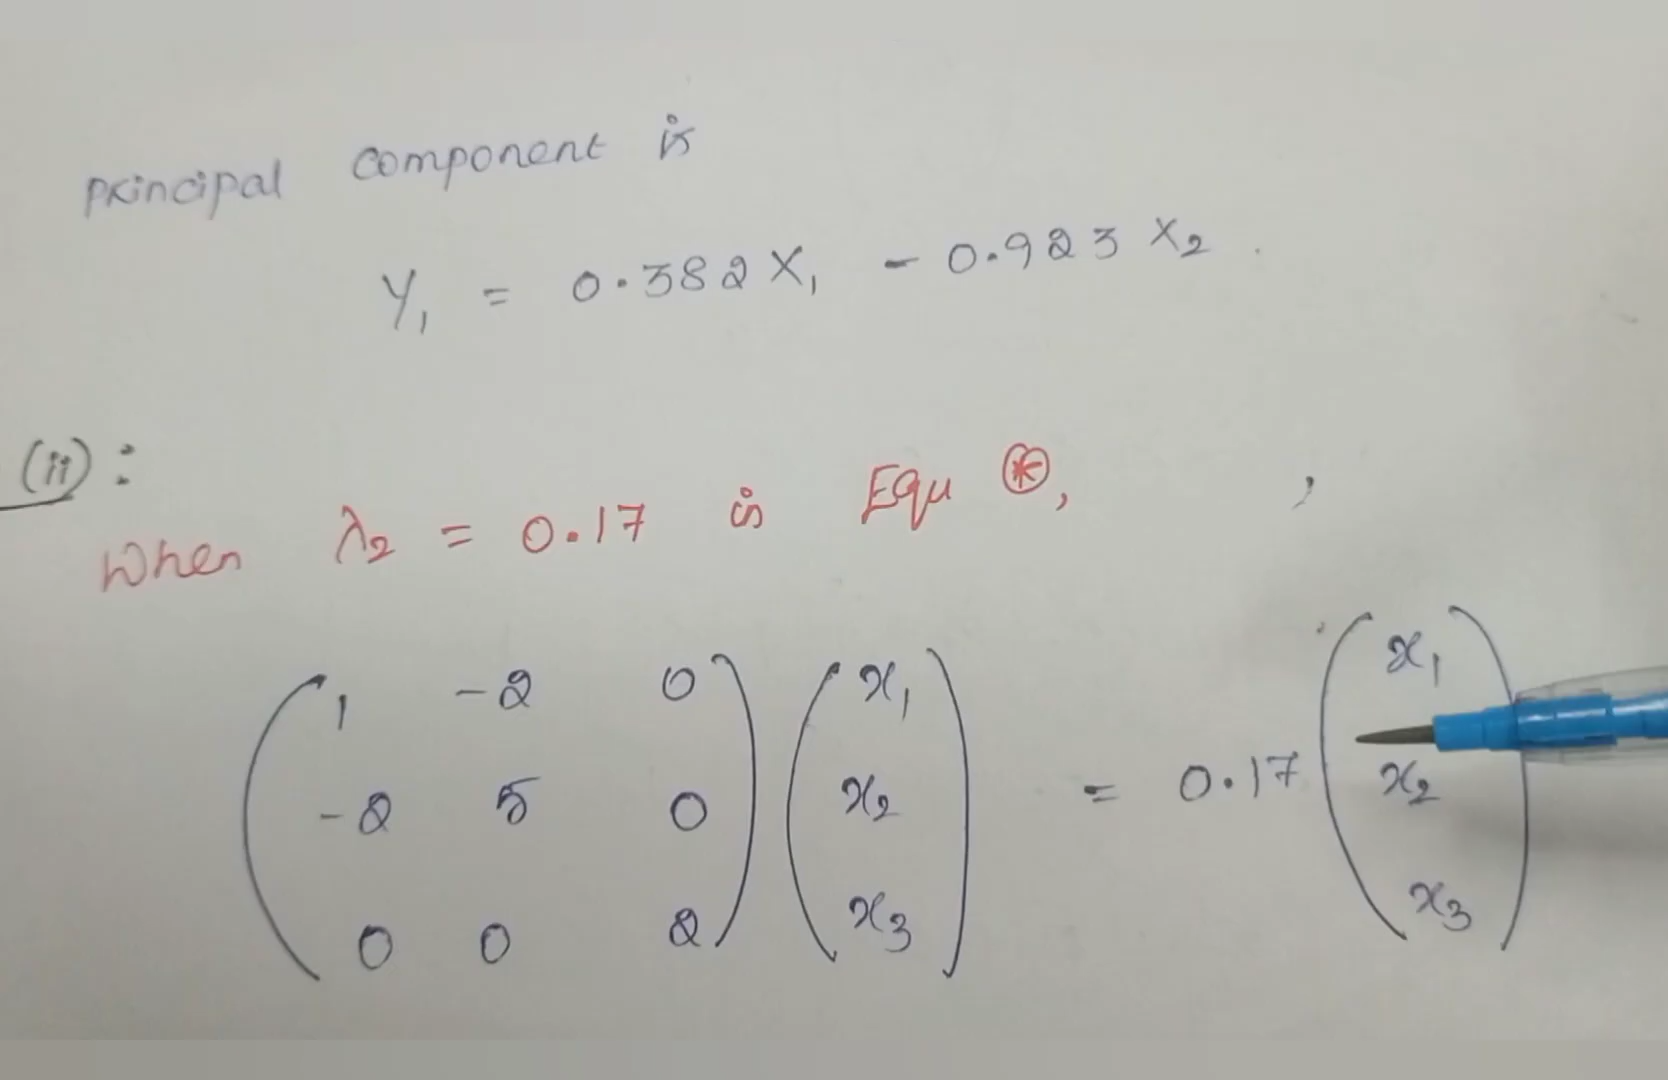 principal component is
Y₁ = 0.382 X₁ - 0.923 X₂.
(ii):
When λ₂ = 0.17 is Equ ⊛,
1 -2 0 x₁ x₁
-2 5 0 x₂ = 0.17 x₂
0 0 2 x₃ x₃